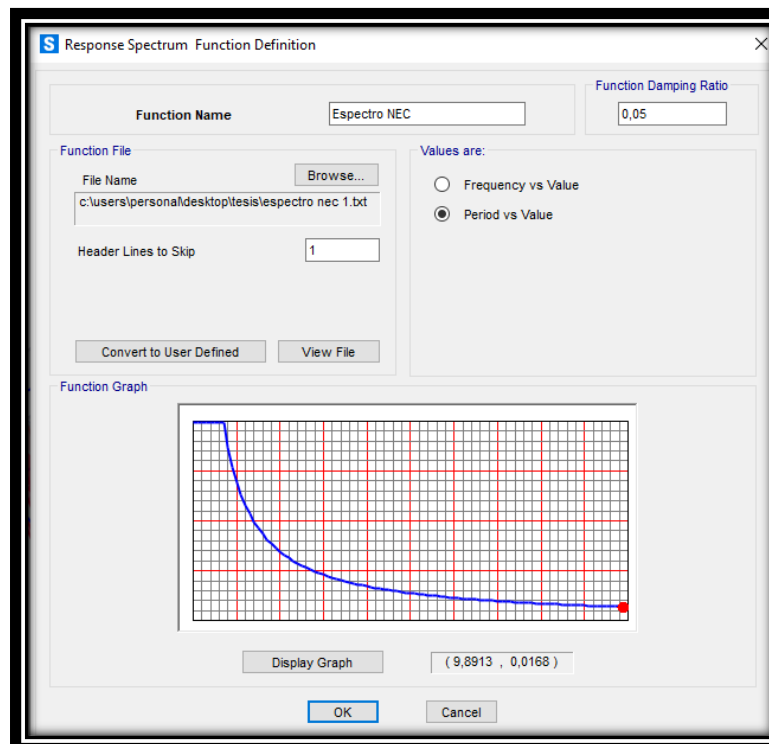 S Response Spectrum Function Definition
Function Name
Espectro NEC
Function Damping Ratio
0,05
Function File
File Name
Browse...
c:\users\personal\desktop\tesis\espectro nec 1.txt
Header Lines to Skip
1
Convert to User Defined
View File
Values are:
Frequency vs Value
Period vs Value
Function Graph
Display Graph
( 9,8913 , 0,0168 )
OK
Cancel